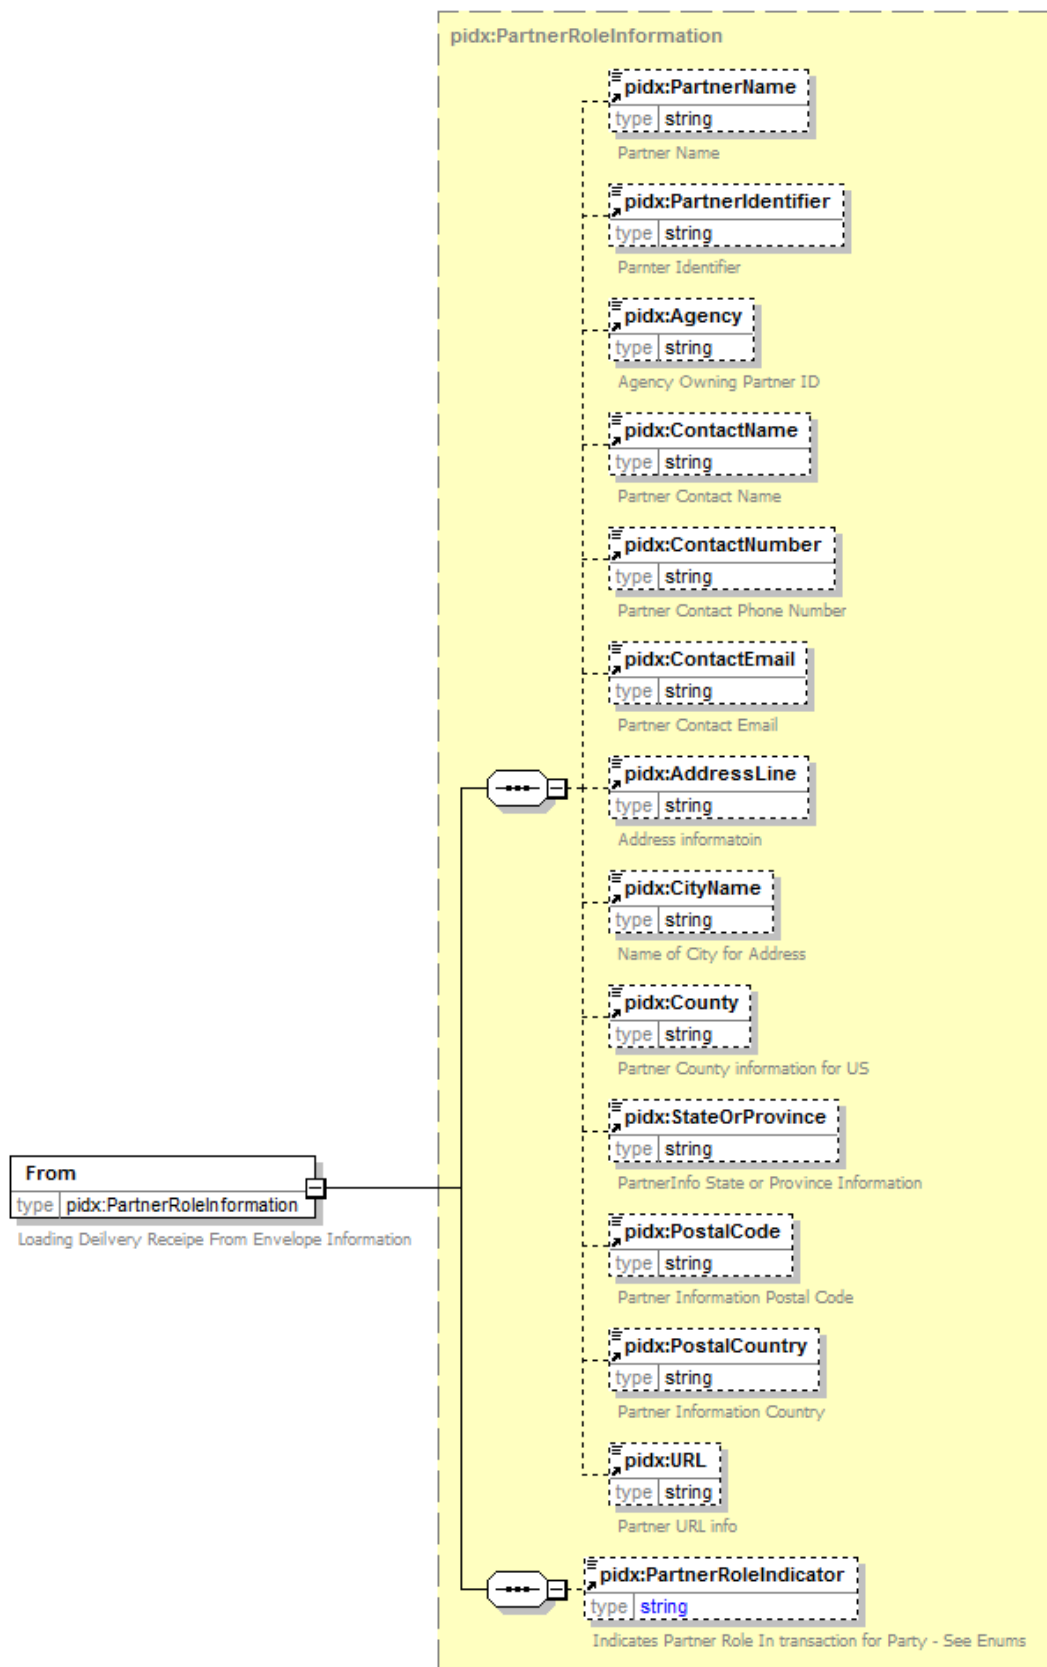 pidx:PartnerRoleInformation
pidx:PartnerName
type string
Partner Name
pidx:PartnerIdentifier
type string
Parnter Identifier
pidx:Agency
type string
Agency Owning Partner ID
pidx:ContactName
type string
Partner Contact Name
pidx:ContactNumber
type string
Partner Contact Phone Number
pidx:ContactEmail
type string
Partner Contact Email
pidx:AddressLine
type string
Address informatoin
pidx:CityName
type string
Name of City for Address
pidx:County
type string
Partner County information for US
pidx:StateOrProvince
type string
PartnerInfo State or Province Information
From
type pidx:PartnerRoleInformation
Loading Deilvery Receipe From Envelope Information
pidx:PostalCode
type string
Partner Information Postal Code
pidx:PostalCountry
type string
Partner Information Country
pidx:URL
type string
Partner URL info
pidx:PartnerRoleIndicator
type string
Indicates Partner Role In transaction for Party - See Enums